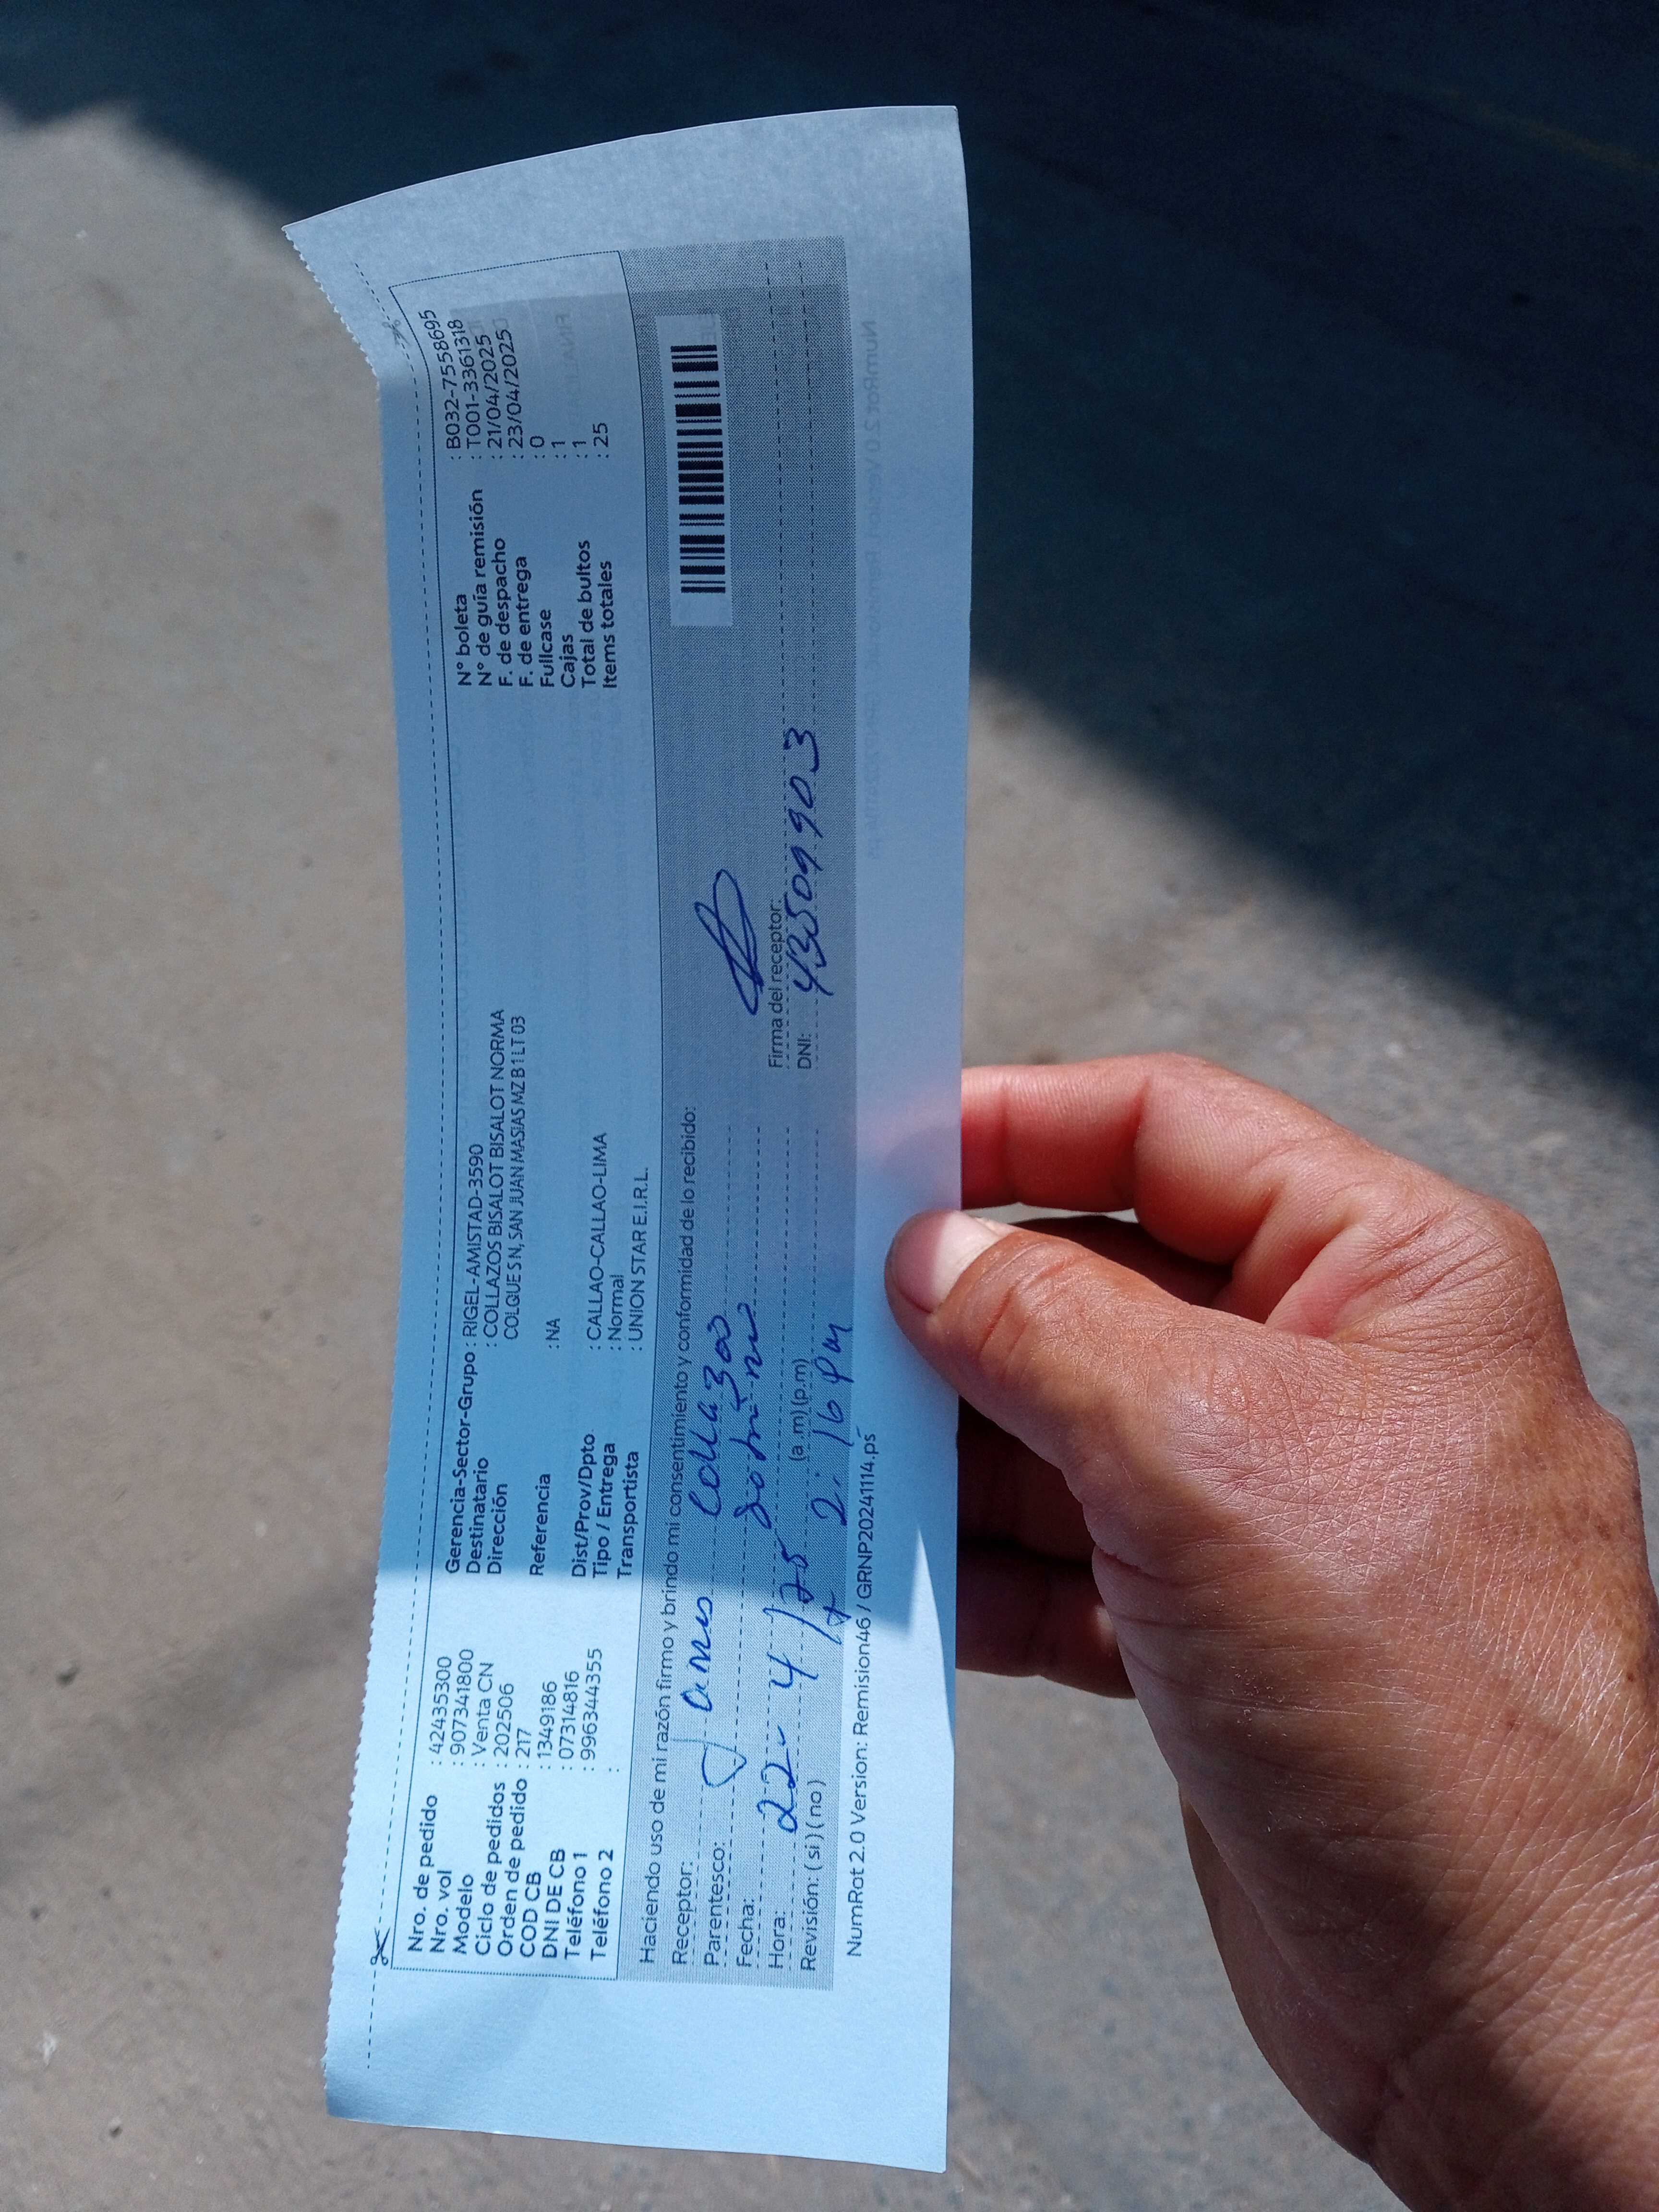 Nro. de pedido : 42435300
Nro. vol : 907341800
Modelo : Venta CN
Ciclo de pedidos : 202506
Orden de pedido : 217
COD CB : 1349186
DNI DE CB : 07314816
Teléfono 1 : 996344355
Teléfono 2 :
Gerencia-Sector-Grupo : RIGEL-AMISTAD-3590
Destinatario : COLLAZOS BISALOT BISALOT NORMA
Dirección COLGUE S N, SAN JUAN MASIAS MZ B 1 LT 03
Referencia : NA
Dist/Prov/Dpto : CALLAO-CALLAO-LIMA
Tipo / Entrega : Normal
Transportista : UNION STAR E.I.R.L.
N° boleta : B032-7558695
N° de guía remisión : T001-3361318
F. de despacho : 21/04/2025
F. de entrega : 23/04/2025
Fullcase : 0
Cajas : 1
Total de bultos : 1
Items totales : 25
Haciendo uso de mi razón firmo y brindo mi consentimiento y conformidad de lo recibido:
Receptor:
Parentesco:
Fecha: 22- 4 /25
Hora: (a .m) (p.m) 2: 16 pm
Revisión: ( si ) ( no )
Firma del receptor:
DNI: 43509903
NumRot 2.0 Version: Remision46 / GRNP20241114.ps